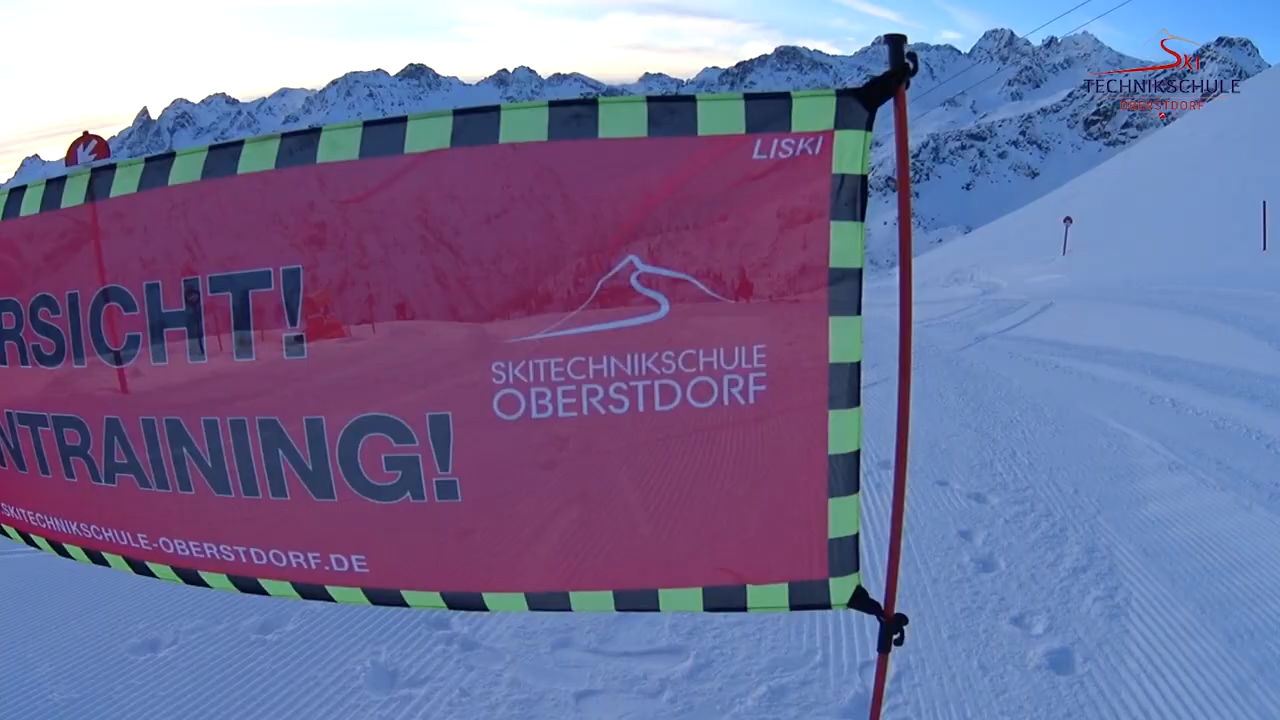 LISKI
RSICHT!
NTRAINING!
SKITECHNIKSCHULE
OBERSTDORF
.SKITECHNIKSCHULE-OBERSTDORF.DE
SKI
TECHNIKSCHULE
OBERSTDORF